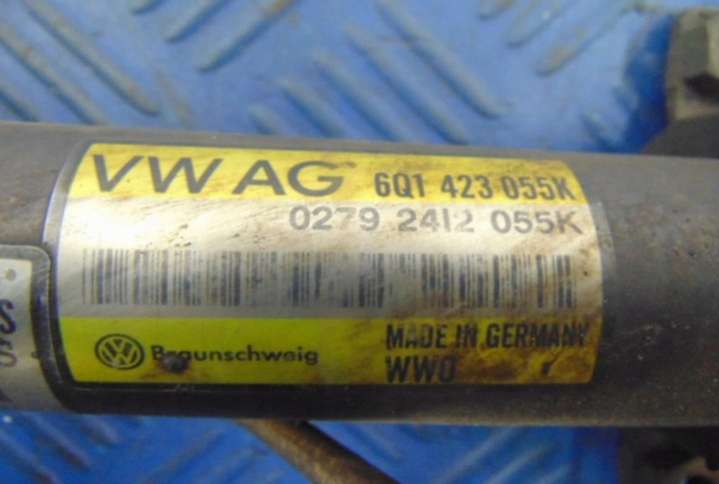 VW AG 6Q1 423 055K
0279 2412 055K
Braunschweig
MADE IN GERMANY
WWO